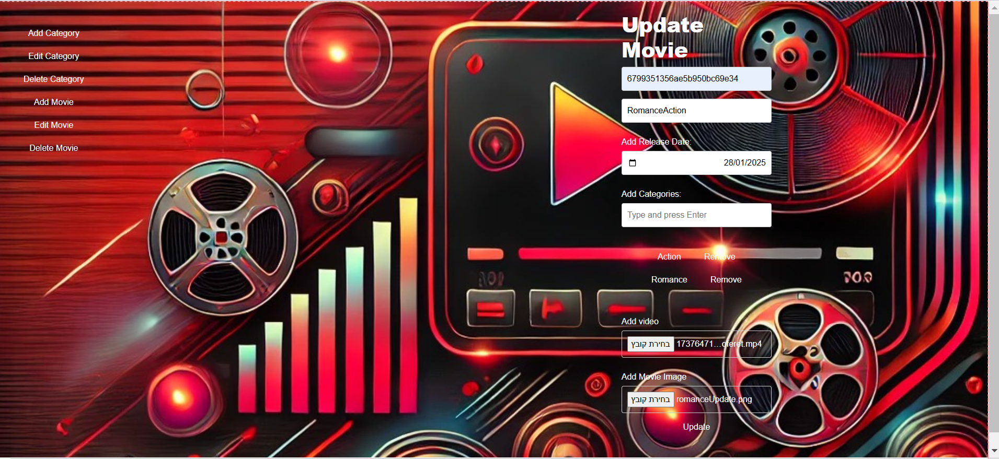 Add Category
Edit Category
Delete Category
Add Movie
Edit Movie
Delete Movie
Update
Movie
6799351356ae5b950bc69e34
RomanceAction
Add Release Date:
28/01/2025
Add Categories:
Type and press Enter
Action Remove
Romance Remove
Add video
בחירת קובץ 17376471...oferet.mp4
Add Movie Image
בחירת קובץ romanceUpdate.png
Update